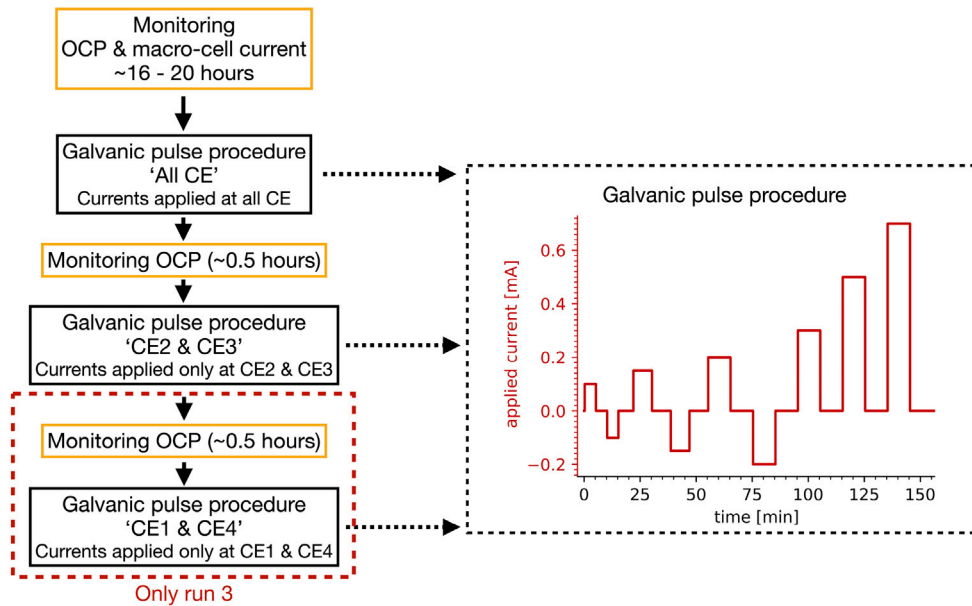 Monitoring
OCP & macro-cell current
~16 - 20 hours
Galvanic pulse procedure
‘All CE’
Currents applied at all CE
Monitoring OCP (~0.5 hours)
Galvanic pulse procedure
‘CE2 & CE3’
Currents applied only at CE2 & CE3
Monitoring OCP (~0.5 hours)
Galvanic pulse procedure
‘CE1 & CE4’
Currents applied only at CE1 & CE4
Only run 3
Galvanic pulse procedure
applied current [mA]
0.6
0.4
0.2
0.0
−0.2
0 25 50 75 100 125 150
time [min]